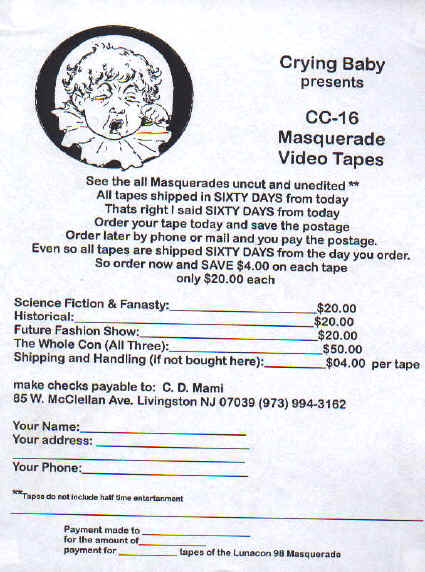 Crying Baby
presents
CC-16
Masquerade
Video Tapes
See the all Masquerades uncut and unedited **
All tapes shipped in SIXTY DAYS from today
Thats right I said SIXTY DAYS from today
Order your tape today and save the postage
Order later by phone or mail and you pay the postage.
Even so all tapes are shipped SIXTY DAYS from the day you order.
So order now and SAVE $4.00 on each tape
only $20.00 each
Science Fiction & Fanasty: $20.00
Historical: $20.00
Future Fashion Show: $20.00
The Whole Con (All Three): $50.00
Shipping and Handling (if not bought here): $04.00 per tape
make checks payable to: C. D. Mami
85 W. McClellan Ave. Livingston NJ 07039 (973) 994-3162
Your Name:
Your address:
Your Phone:
**Tapes do not include half time entertanment
Payment made to
for the amount of
payment for tapes of the Lunacon 98 Masquerade